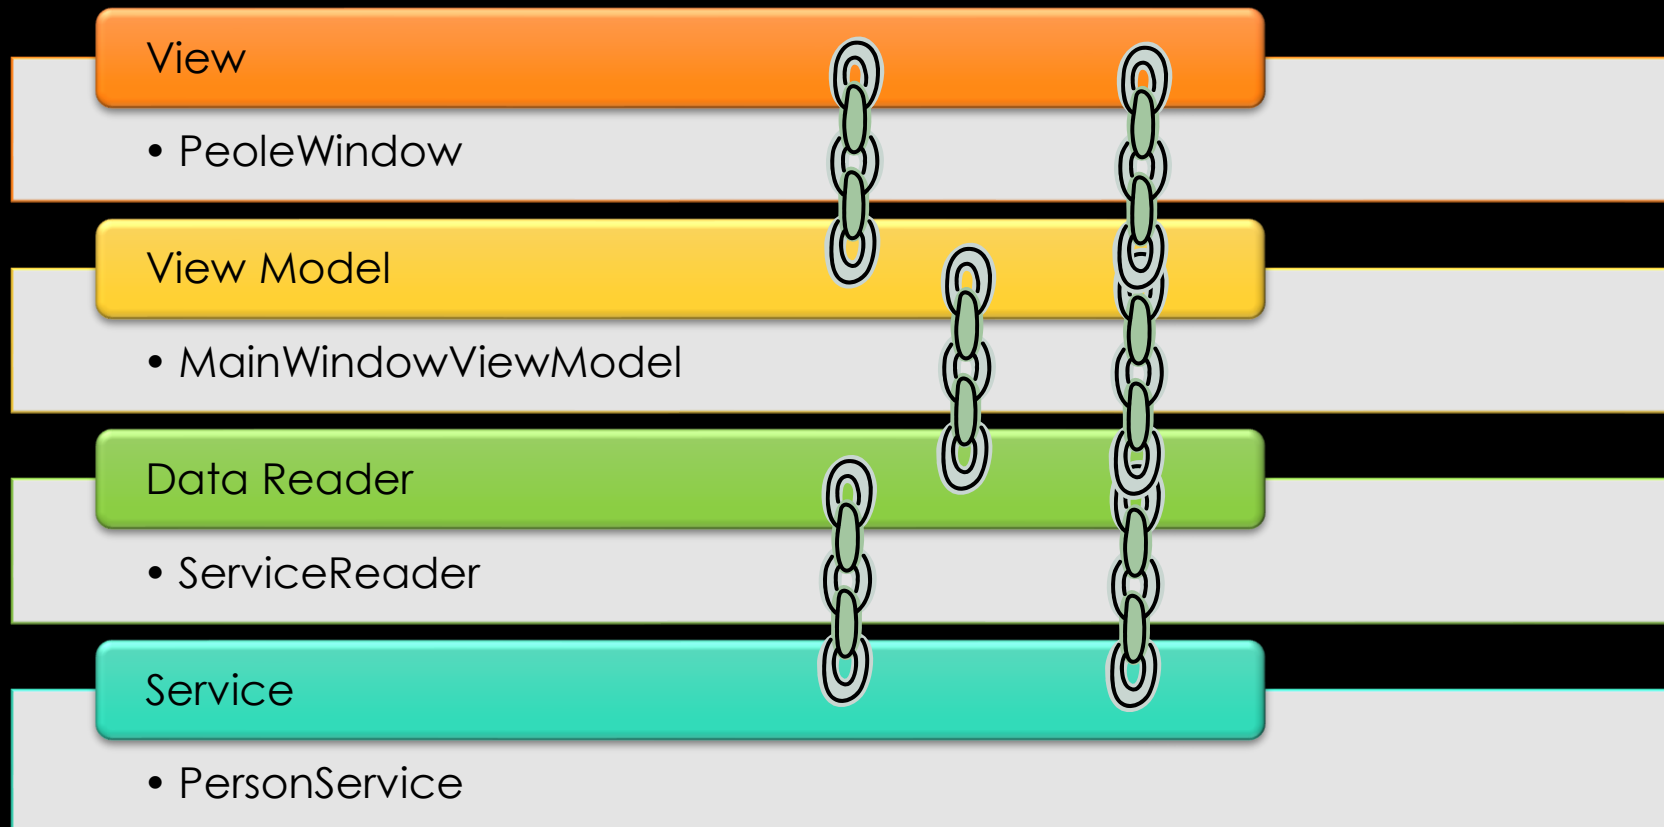 View
• PeoleWindow
View Model
• MainWindowViewModel
Data Reader
• ServiceReader
Service
• PersonService